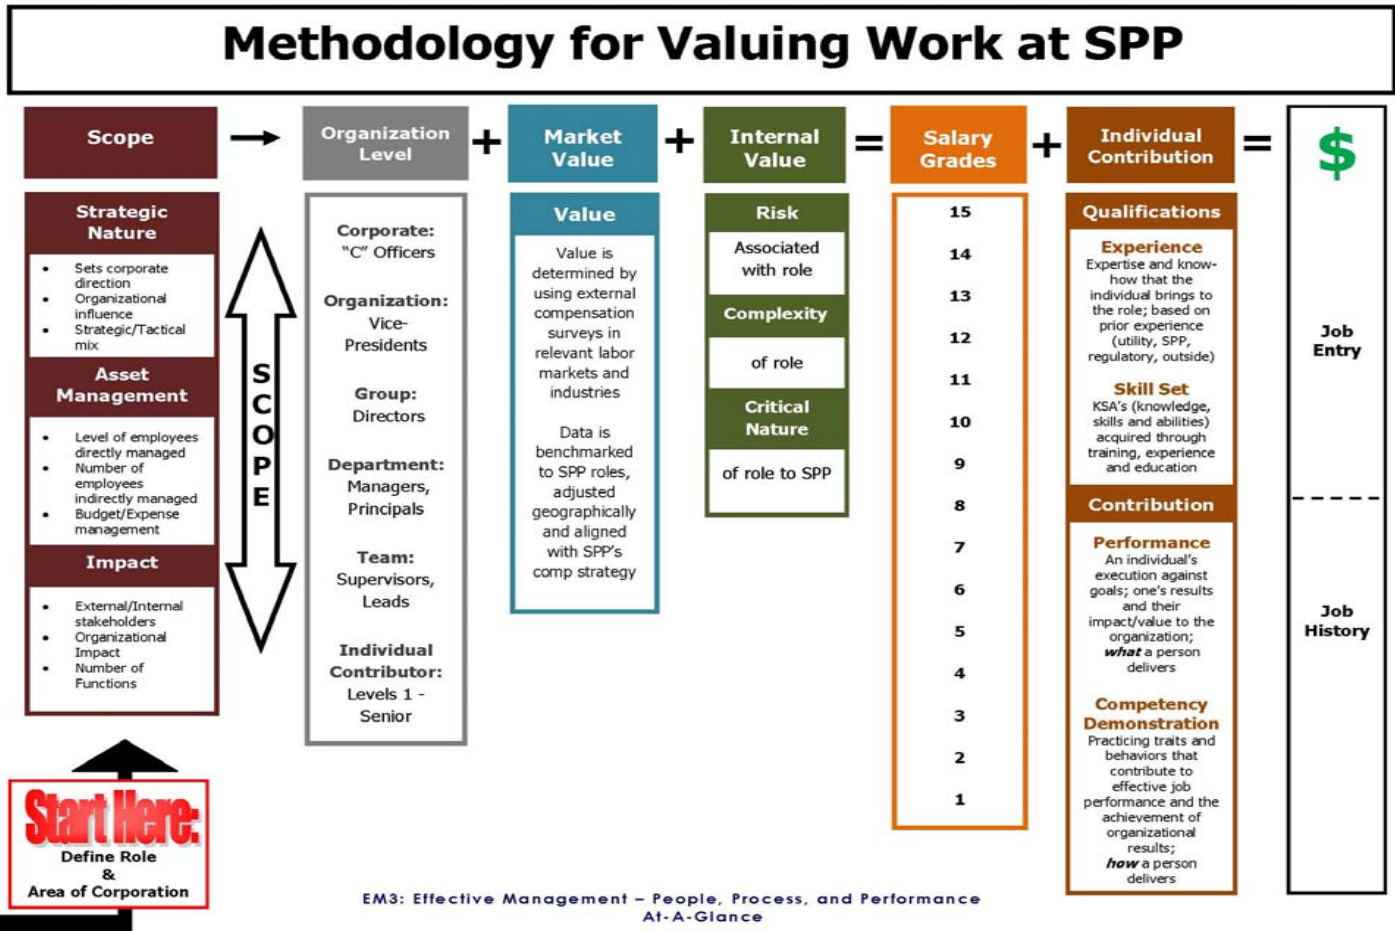 Methodology for Valuing Work at SPP
Scope
→
Organization
Level
+
Market
Value
+
Internal
Value
=
Salary
Grades
+
Individual
Contribution
=
$
Strategic
Nature
• Sets corporate
direction
• Organizational
influence
• Strategic/Tactical
mix
Asset
Management
• Level of employees
directly managed
• Number of
employees
indirectly managed
• Budget/Expense
management
Impact
• External/Internal
stakeholders
• Organizational
Impact
• Number of
Functions
S
C
O
P
E
Corporate:
"C" Officers
Organization:
Vice-
Presidents
Group:
Directors
Department:
Managers,
Principals
Team:
Supervisors,
Leads
Individual
Contributor:
Levels 1 -
Senior
Value
Value is
determined by
using external
compensation
surveys in
relevant labor
markets and
industries
Data is
benchmarked
to SPP roles,
adjusted
geographically
and aligned
with SPP's
comp strategy
Risk
Associated
with role
Complexity
of role
Critical
Nature
of role to SPP
15
14
13
12
11
10
9
8
7
6
5
4
3
2
1
Qualifications
Experience
Expertise and know-
how that the
individual brings to
the role; based on
prior experience
(utility, SPP,
regulatory, outside)
Skill Set
KSA's (knowledge,
skills and abilities)
acquired through
training, experience
and education
Contribution
Performance
An individual's
execution against
goals; one's results
and their
impact/value to the
organization;
what a person
delivers
Competency
Demonstration
Practicing traits and
behaviors that
contribute to
effective job
performance and the
achievement of
organizational
results;
how a person
delivers
Job
Entry
Job
History
Start Here:
Define Role
&
Area of Corporation
EM3: Effective Management – People, Process, and Performance
At-A-Glance